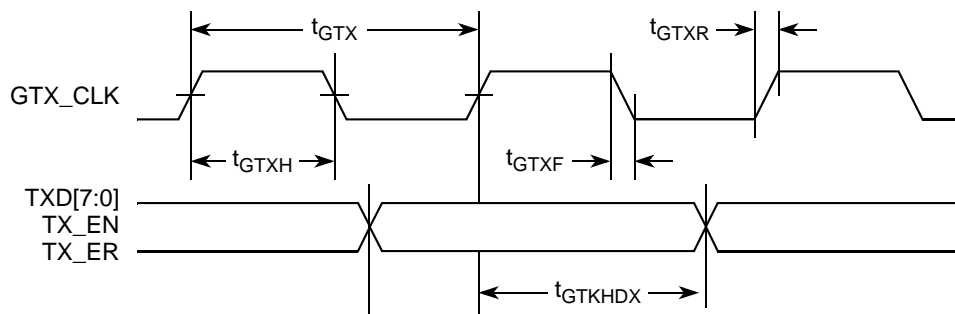 tGTX
tGTXR
GTX_CLK
tGTXH
tGTXF
TXD[7:0]
TX_EN
TX_ER
tGTKHDX